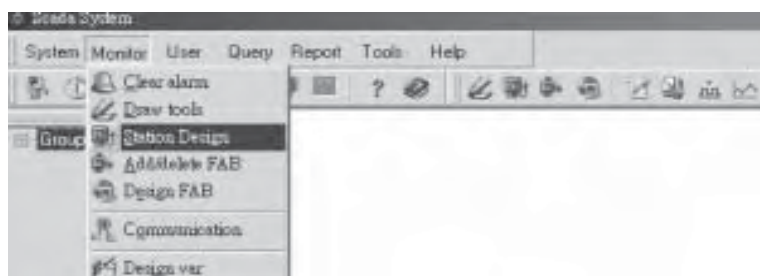 Scada System
System Monitor User Query Report Tools Help
Clear alarm
Draw tools
Group
Station Design
Add/delete FAB
Design FAB
Communication
Design var